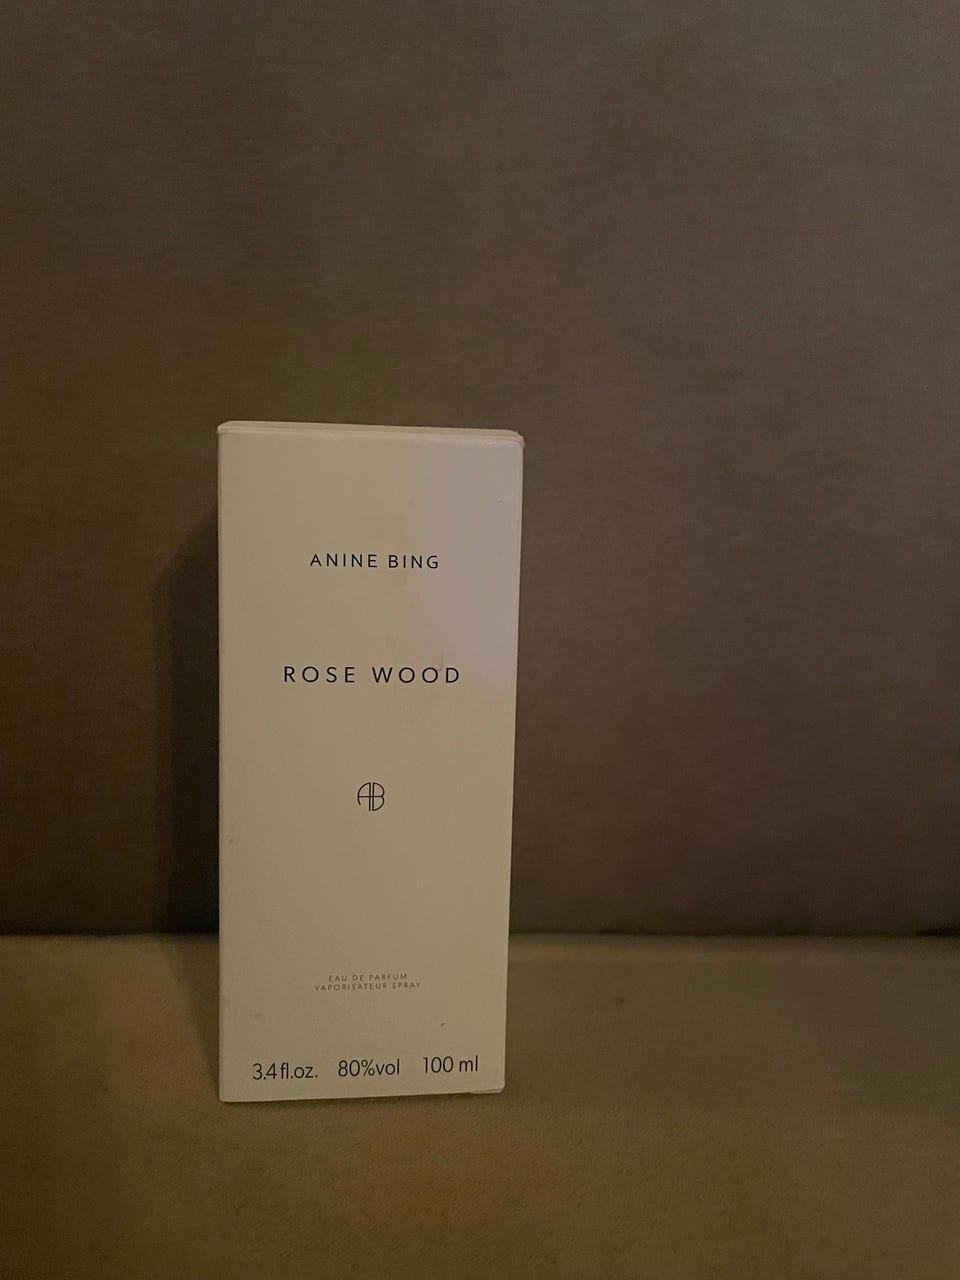 ANINE BING
ROSE WOOD
AB
EAU DE PARFUM
VAPORISATEUR SPRAY
3.4 fl.oz. 80%vol 100 ml